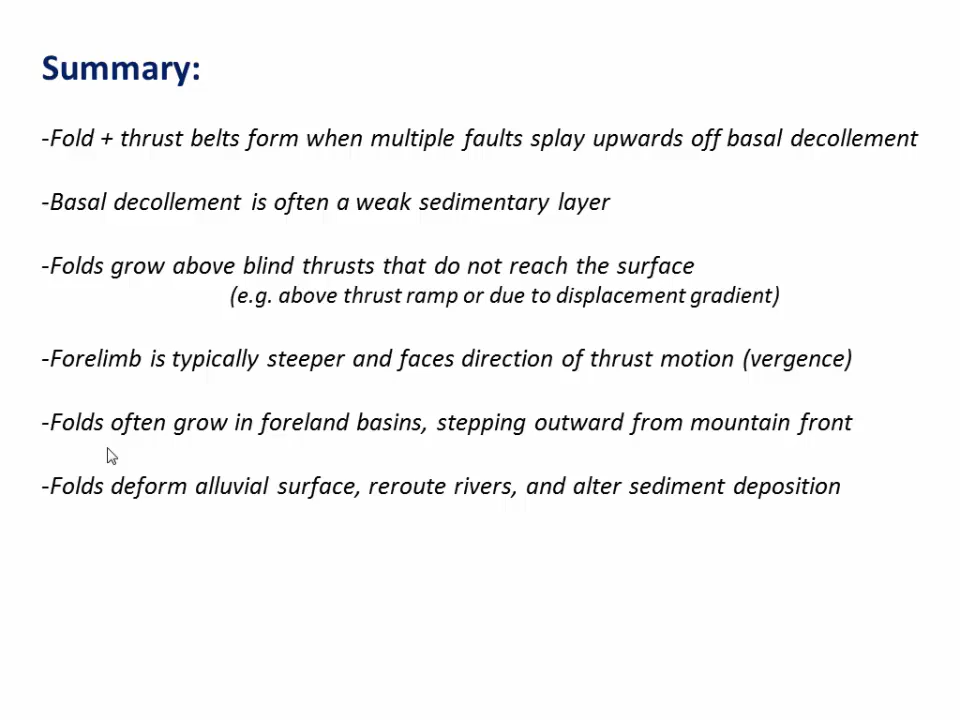 Summary:
-Fold + thrust belts form when multiple faults splay upwards off basal decollement
-Basal decollement is often a weak sedimentary layer
-Folds grow above blind thrusts that do not reach the surface
(e.g. above thrust ramp or due to displacement gradient)
-Forelimb is typically steeper and faces direction of thrust motion (vergence)
-Folds often grow in foreland basins, stepping outward from mountain front
-Folds deform alluvial surface, reroute rivers, and alter sediment deposition